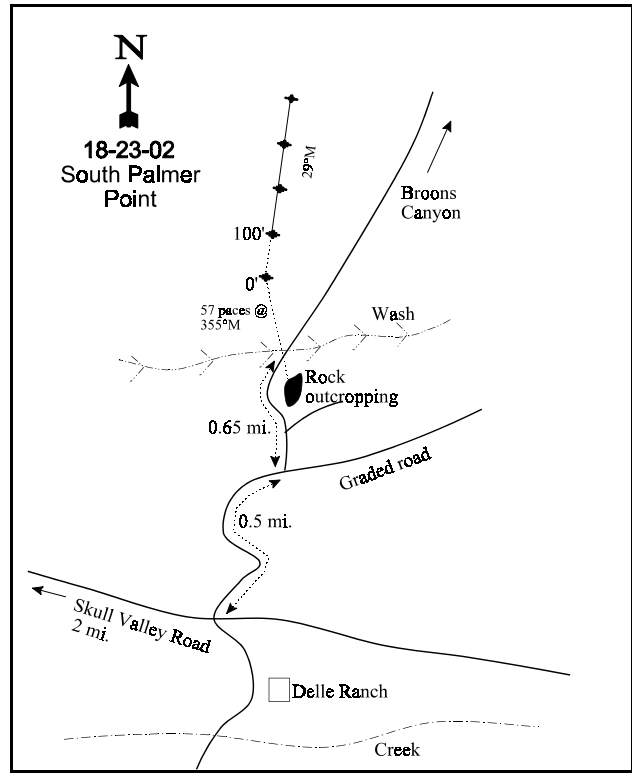 N
18-23-02
South Palmer
Point
29°M
Broons
Canyon
100'
0'
57 paces @
355°M
Wash
Rock
outcropping
0.65 mi.
Graded road
0.5 mi.
Skull Valley Road
2 mi.
Delle Ranch
Creek